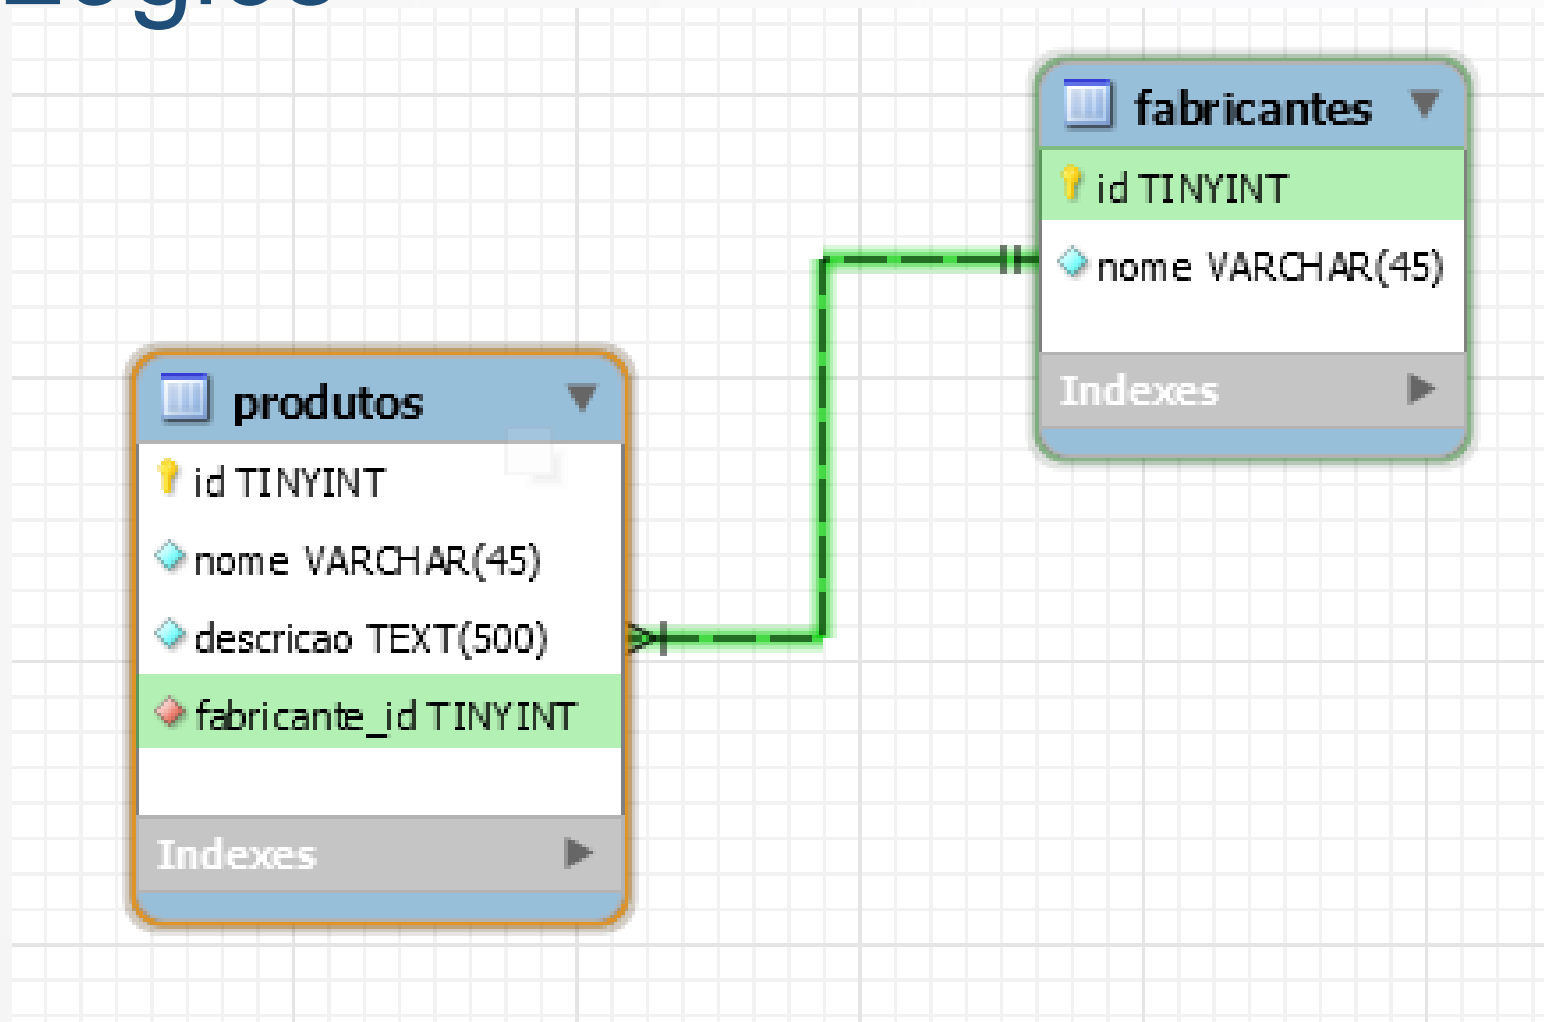 fabricantes
id TINYINT
nome VARCHAR(45)
Indexes
produtos
id TINYINT
nome VARCHAR(45)
descricao TEXT(500)
fabricante_id TINYINT
Indexes